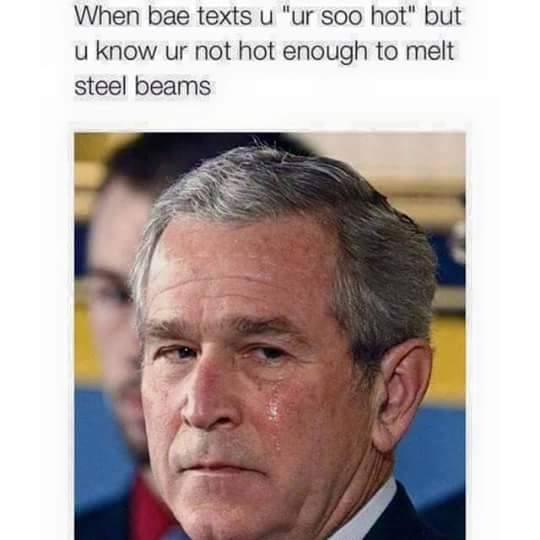 When bae texts u "ur soo hot" but
u know ur not hot enough to melt
steel beams